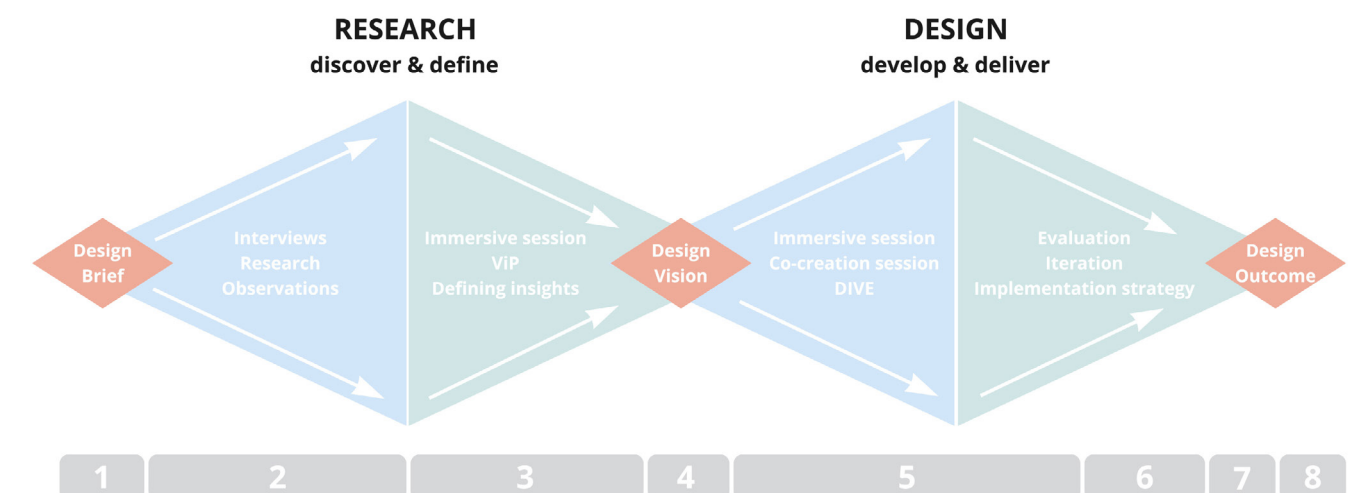 RESEARCH
discover & define
DESIGN
develop & deliver
Design
Brief
Interviews
Research
Observations
Immersive session
ViP
Defining insights
Design
Vision
Immersive session
Co-creation session
DIVE
Evaluation
Iteration
Implementation strategy
Design
Outcome
1
2
3
4
5
6
7
8